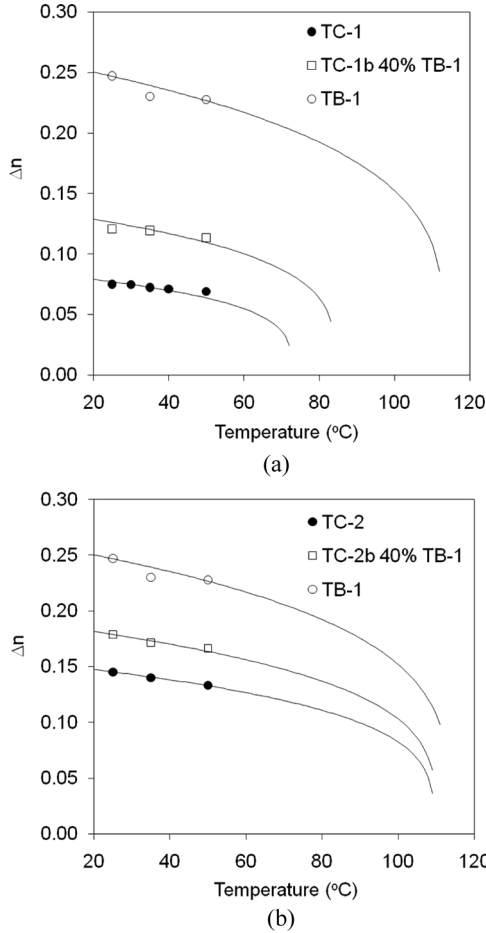 0.30
0.25
0.20
0.15
0.10
0.05
0.00
Δn
TC-1
TC-1b 40% TB-1
TB-1
20 40 60 80 100 120
Temperature (ºC)
(a)
0.30
0.25
0.20
0.15
0.10
0.05
0.00
Δn
TC-2
TC-2b 40% TB-1
TB-1
20 40 60 80 100 120
Temperature (ºC)
(b)